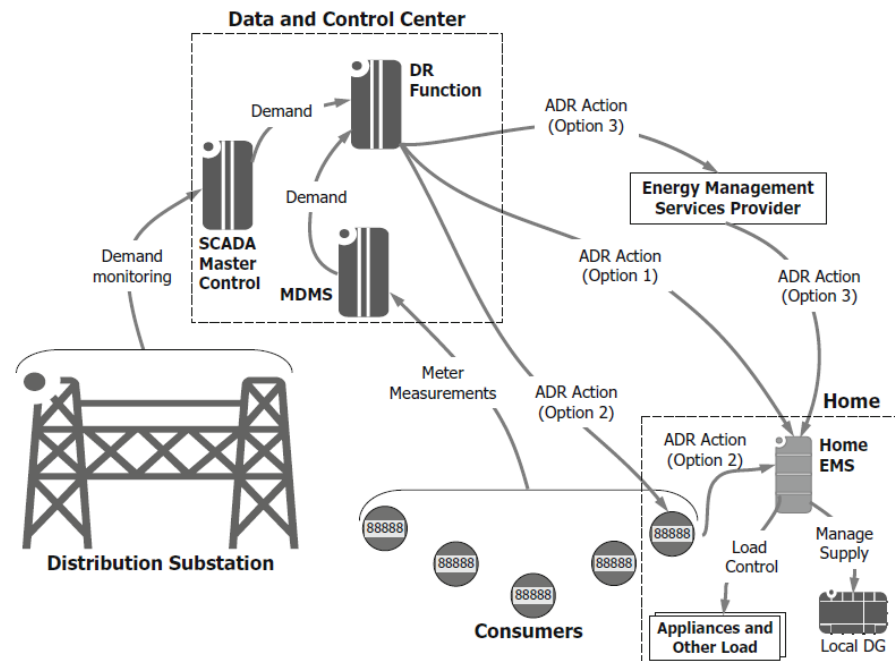 Data and Control Center
DR
Function
Demand
ADR Action
(Option 3)
Energy Management
Services Provider
Demand
SCADA
Master
Control
Demand
monitoring
MDMS
ADR Action
(Option 1)
ADR Action
(Option 3)
Meter
Measurements
ADR Action
(Option 2)
Home
ADR Action
(Option 2)
Home
EMS
88888
88888
88888
88888
88888
Distribution Substation
Consumers
Load
Control
Manage
Supply
Appliances and
Other Load
Local DG